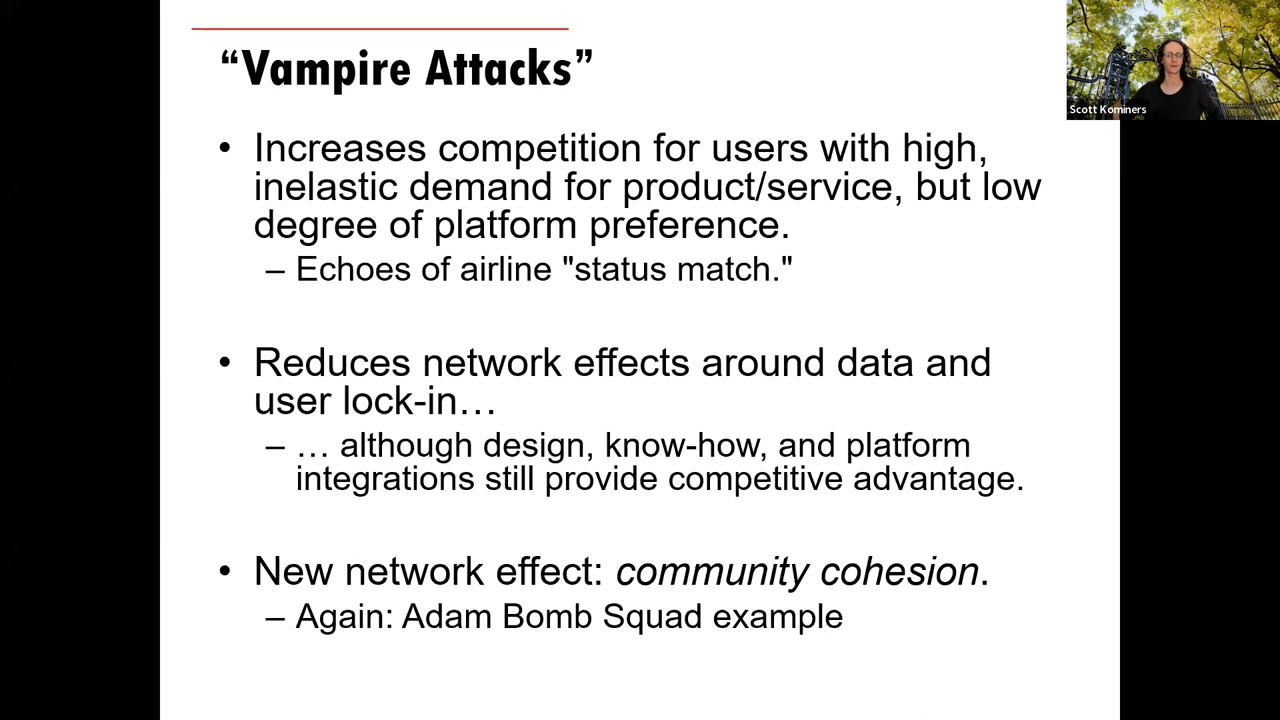 “Vampire Attacks”
• Increases competition for users with high,
inelastic demand for product/service, but low
degree of platform preference.
– Echoes of airline "status match."
• Reduces network effects around data and
user lock-in…
– … although design, know-how, and platform
integrations still provide competitive advantage.
• New network effect: community cohesion.
– Again: Adam Bomb Squad example
Scott Kominers